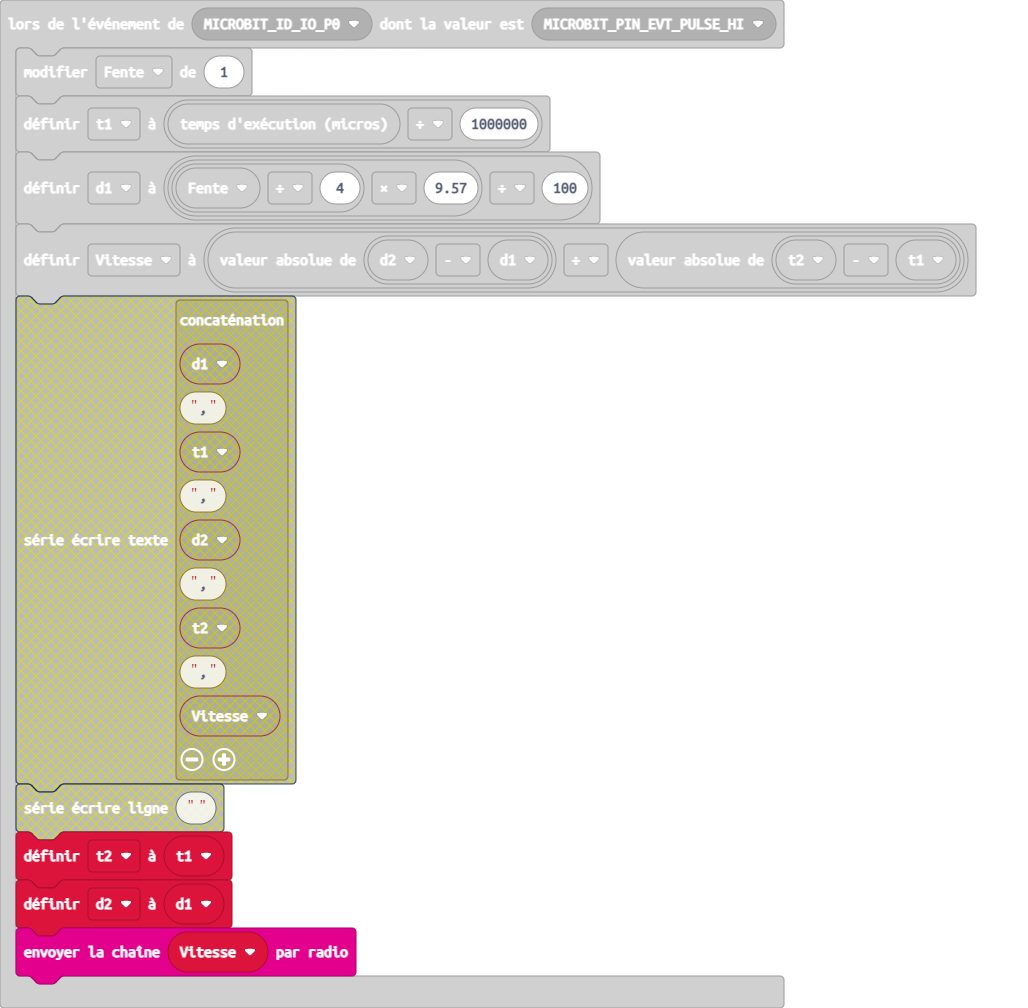 lors de l'événement de MICROBIT_ID_IO_P0 dont la valeur est MICROBIT_PIN_EVT_PULSE_HI
modifier Fente de 1
définir t1 à temps d'exécution (micros) ÷ 1000000
définir d1 à Fente ÷ 4 × 9.57 ÷ 100
définir Vitesse à valeur absolue de d2 - d1 ÷ valeur absolue de t2 - t1
concaténation
d1
","
t1
","
série écrire texte d2
","
t2
","
Vitesse
série écrire ligne " "
définir t2 à t1
définir d2 à d1
envoyer la chaîne Vitesse par radio